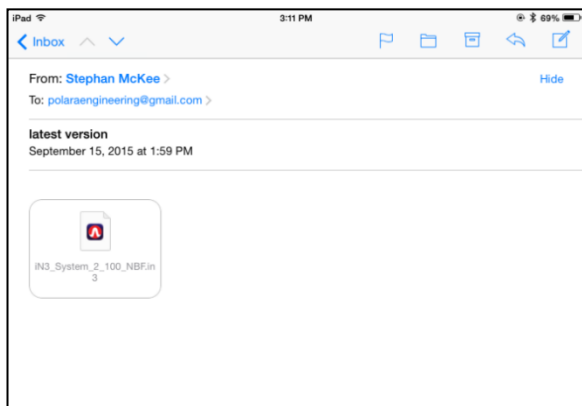 iPad 3:11 PM 69%
Inbox
From: Stephan McKee Hide
To: polaraengineering@gmail.com
latest version
September 15, 2015 at 1:59 PM
iN3_System_2_100_NBF.in
3